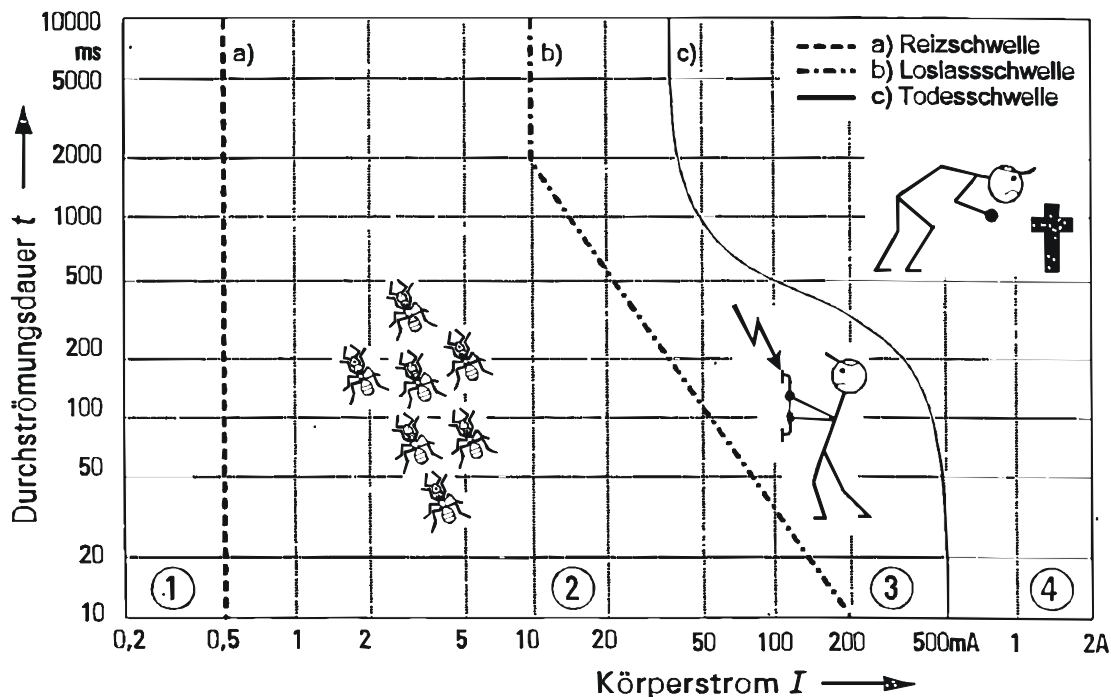 10000
ms
5000
2000
1000
500
200
100
50
20
10
Durchströmungsdauer t
a)
b)
c)
a) Reizschwelle
b) Loslassschwelle
c) Todesschwelle
1
2
3
4
0,2 0,5 1 2 5 10 20 50 100 200 500mA 1 2A
Körperstrom I